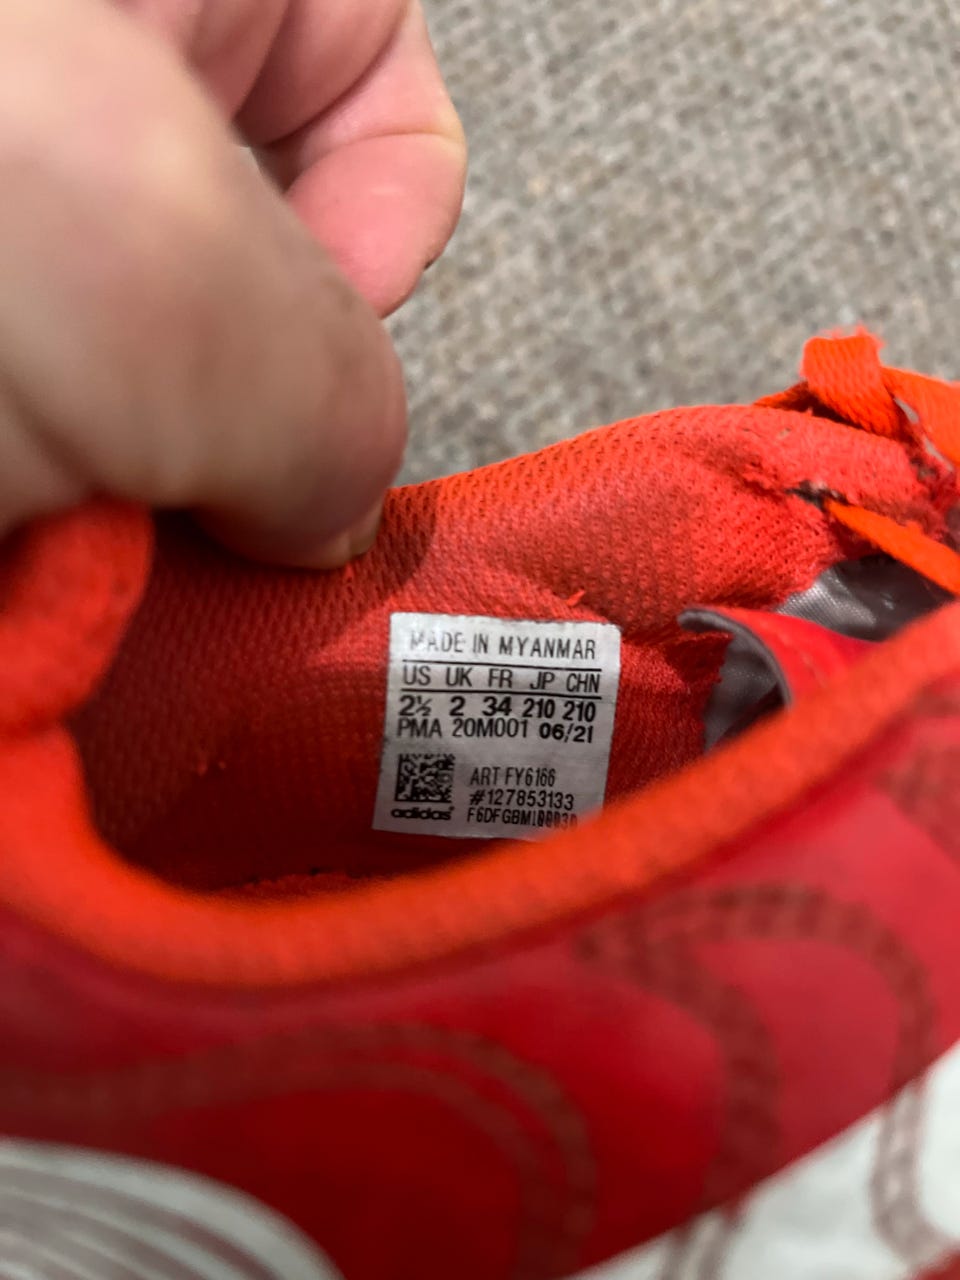 MADE IN MYANMAR
US UK FR JP CHN
2½ 2 34 210 210
PMA 20M001 06/21
ART FY6166
#127853133
adidas